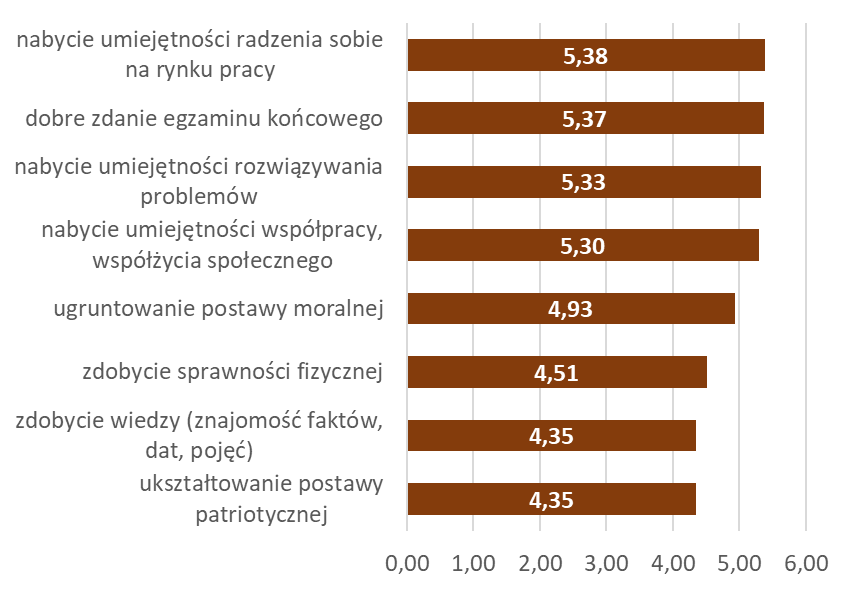 nabycie umiejętności radzenia sobie
na rynku pracy
5,38
dobre zdanie egzaminu końcowego
5,37
nabycie umiejętności rozwiązywania
problemów
5,33
nabycie umiejętności współpracy,
współżycia społecznego
5,30
ugruntowanie postawy moralnej
4,93
zdobycie sprawności fizycznej
4,51
zdobycie wiedzy (znajomość faktów,
dat, pojęć)
4,35
ukształtowanie postawy
patriotycznej
4,35
0,00 1,00 2,00 3,00 4,00 5,00 6,00